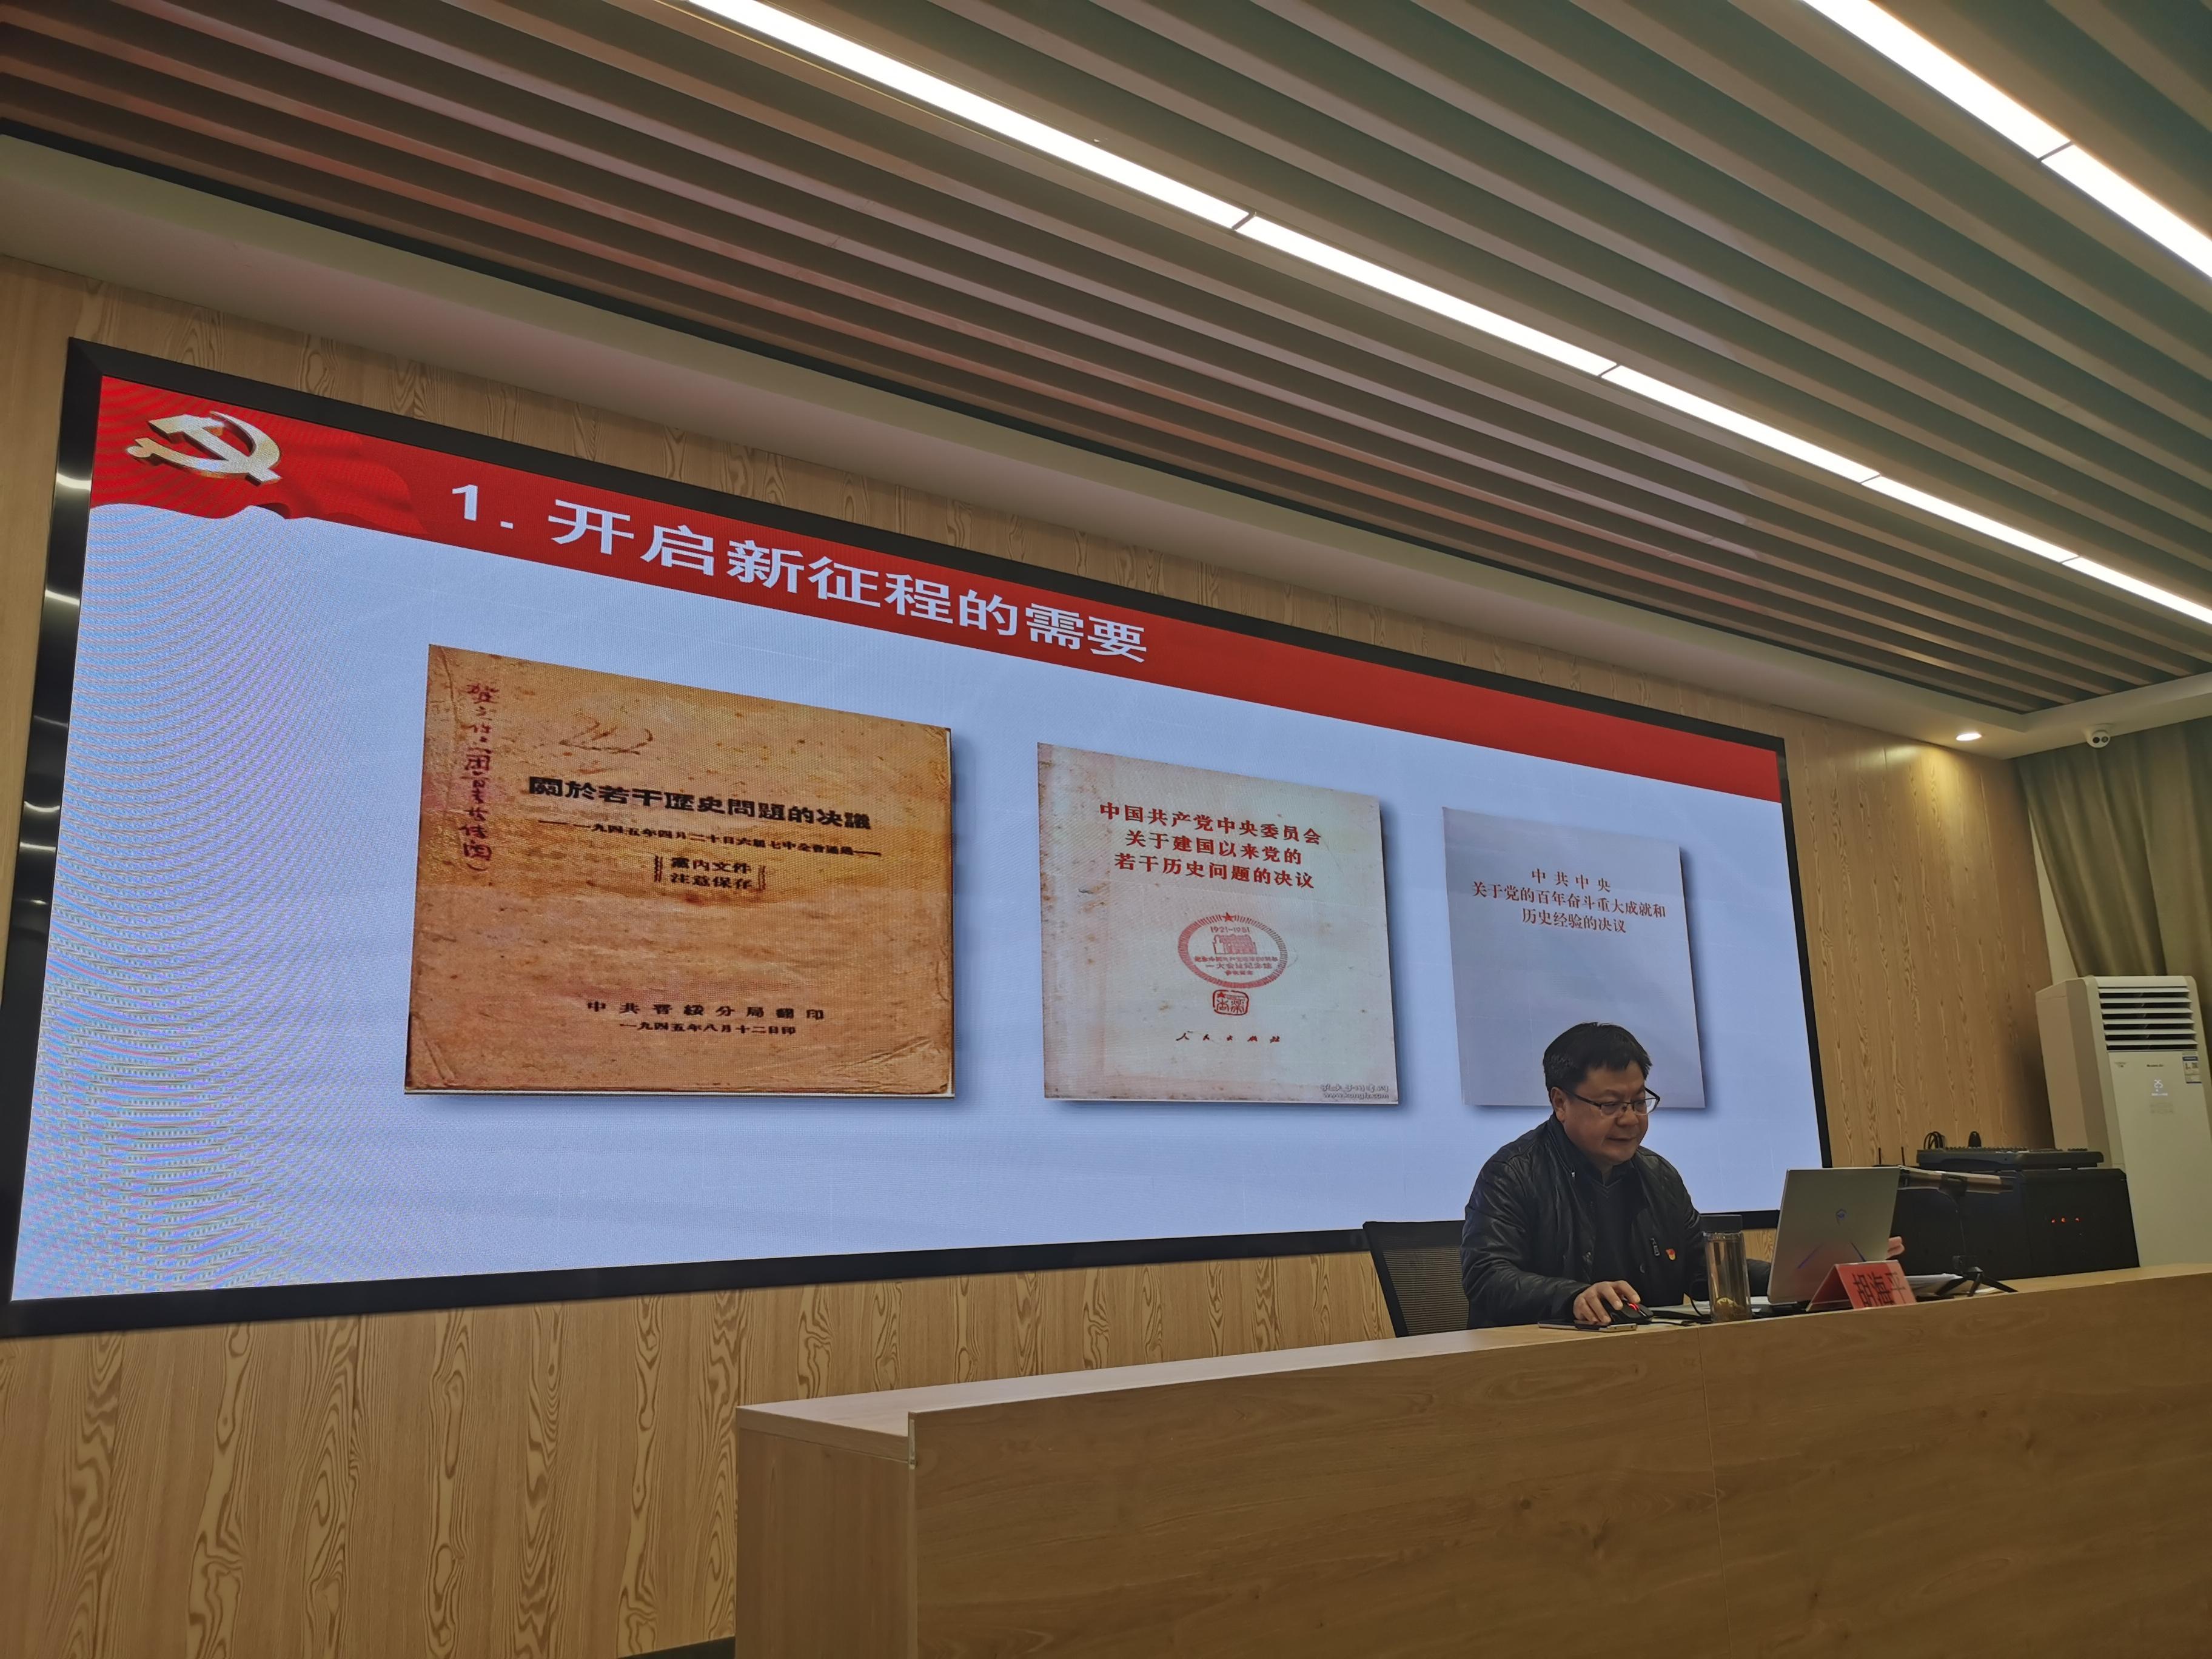 1. 开启新征程的需要
關於若干歷史問題的決議
一九四五年四月二十日六屆七中全會通過
黨內文件
注意保存
中共晋綏分局翻印
一九四五年八月十二日印
中国共产党中央委员会
关于建国以来党的
若干历史问题的决议
1921-1981
人民出版社
中共中央
关于党的百年奋斗重大成就和
历史经验的决议
胡海